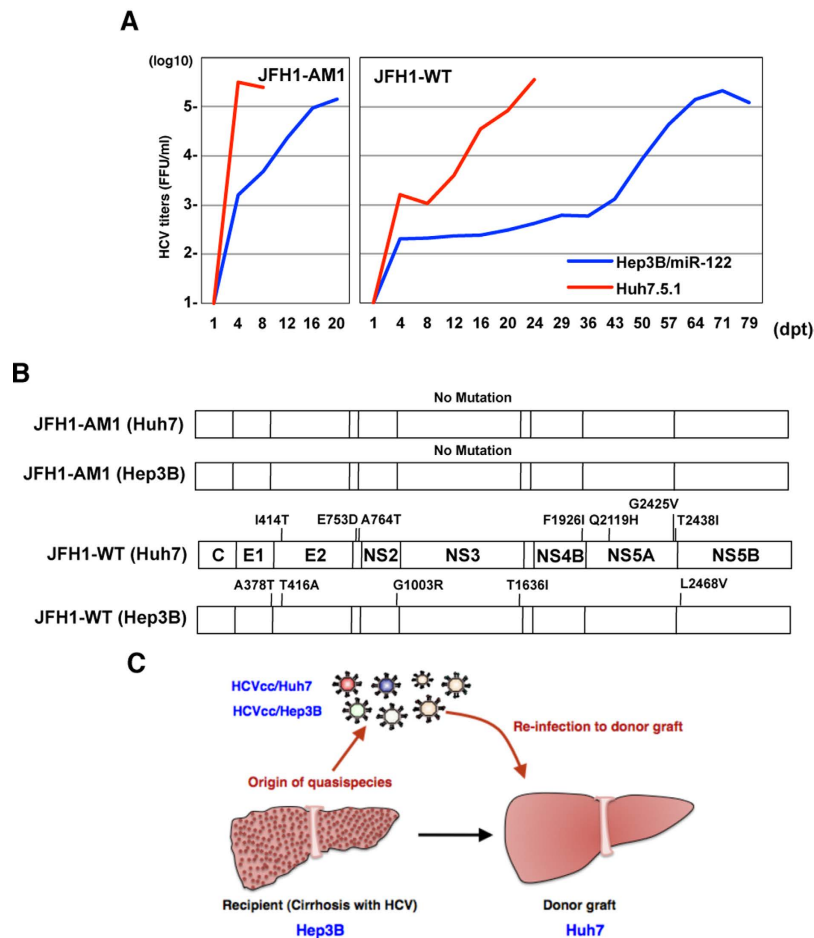 A
(log10)
JFH1-AM1
JFH1-WT
HCV titers (FFU/ml)
5-
4-
3-
2-
1-
Hep3B/miR-122
Huh7.5.1
1 4 8 12 16 20
1 4 8 12 16 20 24 29 36 43 50 57 64 71 79
(dpt)
B
No Mutation
JFH1-AM1 (Huh7)
No Mutation
JFH1-AM1 (Hep3B)
G2425V
I414T E753D A764T F1926I Q2119H T2438I
JFH1-WT (Huh7) C E1 E2 NS2 NS3 NS4B NS5A NS5B
A378T T416A G1003R T1636I L2468V
JFH1-WT (Hep3B)
C
HCVcc/Huh7
HCVcc/Hep3B
Re-infection to donor graft
Origin of quasispecies
Recipient (Cirrhosis with HCV) Donor graft
Hep3B Huh7